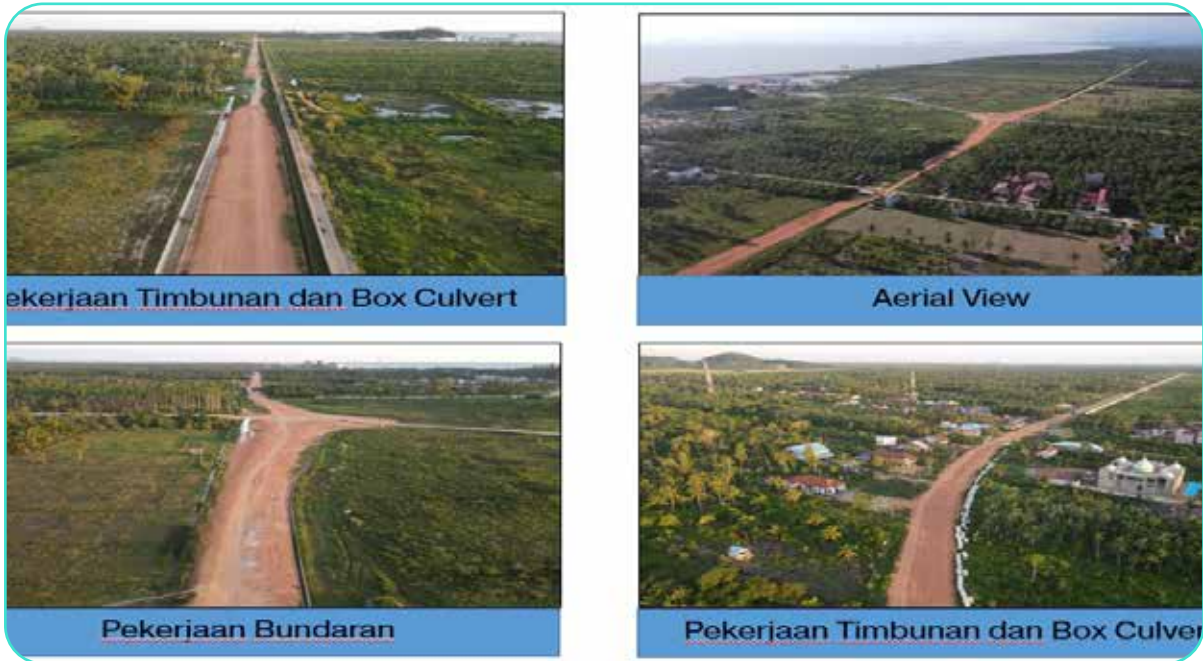 ekerjaan Timbunan dan Box Culvert
Aerial View
Pekerjaan Bundaran
Pekerjaan Timbunan dan Box Culver